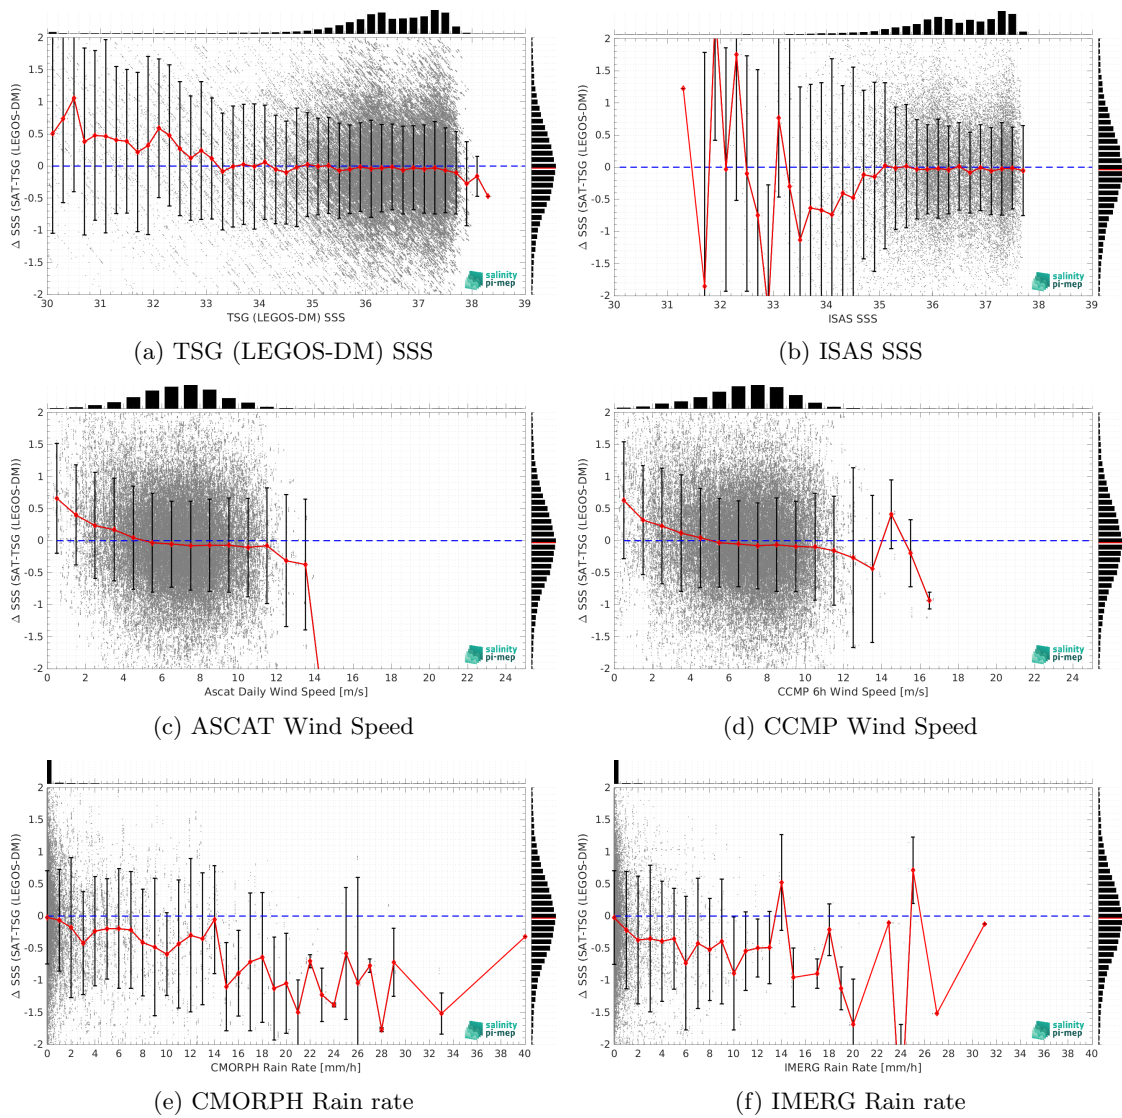 2
1.5
1
0.5
0
-0.5
-1
-1.5
-2
Δ SSS (SAT-TSG (LEGOS-DM))
salinity
pi-mep
30 31 32 33 34 35 36 37 38 39
TSG (LEGOS-DM) SSS
(a) TSG (LEGOS-DM) SSS
2
1.5
1
0.5
0
-0.5
-1
-1.5
-2
Δ SSS (SAT-TSG (LEGOS-DM))
salinity
pi-mep
30 31 32 33 34 35 36 37 38 39
ISAS SSS
(b) ISAS SSS
2
1.5
1
0.5
0
-0.5
-1
-1.5
-2
Δ SSS (SAT-TSG (LEGOS-DM))
salinity
pi-mep
0 2 4 6 8 10 12 14 16 18 20 22 24
Ascat Daily Wind Speed [m/s]
(c) ASCAT Wind Speed
2
1.5
1
0.5
0
-0.5
-1
-1.5
-2
Δ SSS (SAT-TSG (LEGOS-DM))
salinity
pi-mep
0 2 4 6 8 10 12 14 16 18 20 22 24
CCMP 6h Wind Speed [m/s]
(d) CCMP Wind Speed
2
1.5
1
0.5
0
-0.5
-1
-1.5
-2
Δ SSS (SAT-TSG (LEGOS-DM))
salinity
pi-mep
0 2 4 6 8 10 12 14 16 18 20 22 24 26 28 30 32 34 36 38 40
CMORPH Rain Rate [mm/h]
(e) CMORPH Rain rate
2
1.5
1
0.5
0
-0.5
-1
-1.5
-2
Δ SSS (SAT-TSG (LEGOS-DM))
salinity
pi-mep
0 2 4 6 8 10 12 14 16 18 20 22 24 26 28 30 32 34 36 38 40
IMERG Rain Rate [mm/h]
(f) IMERG Rain rate